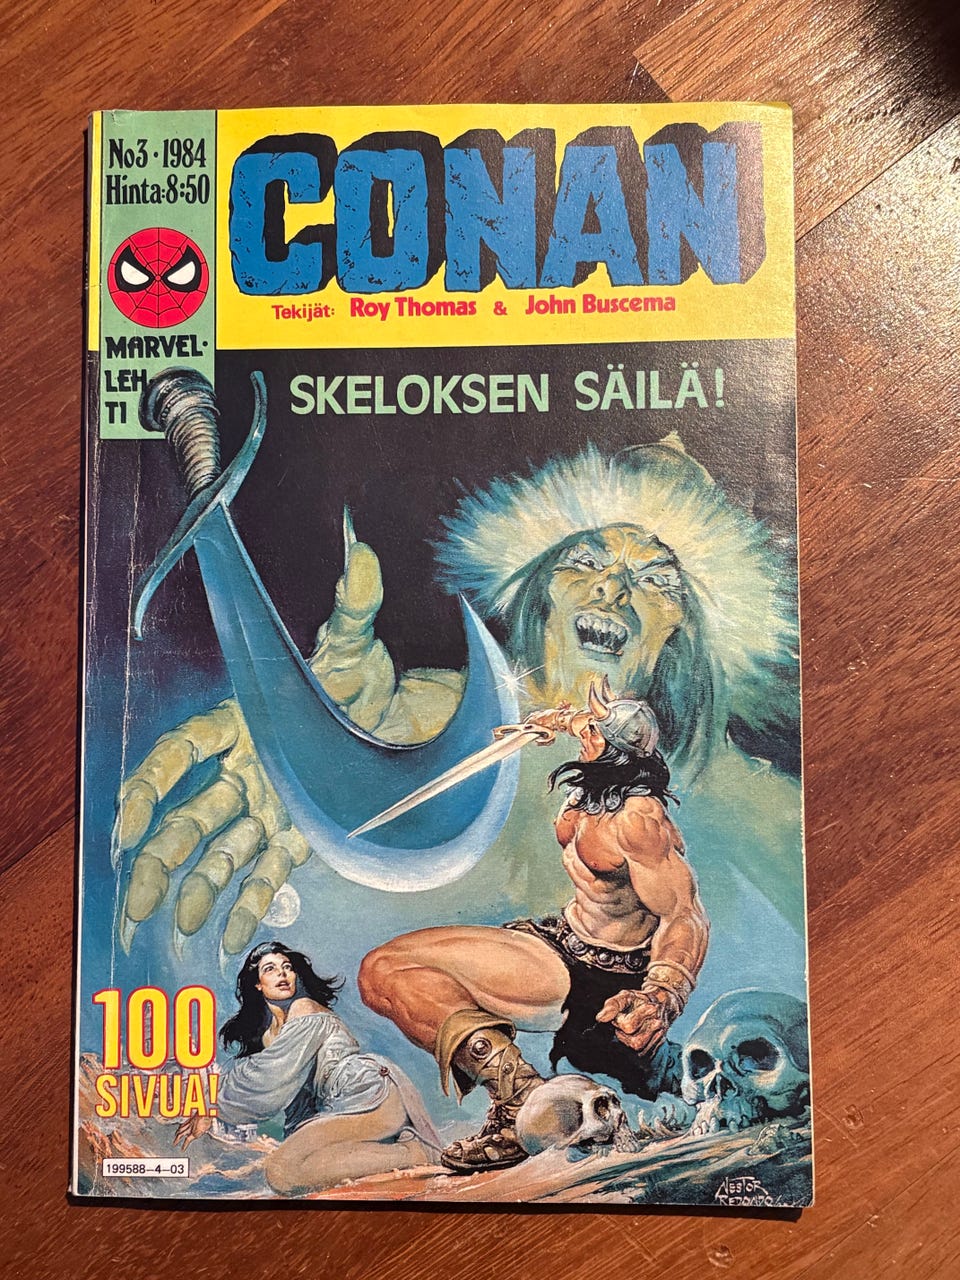 No3 · 1984
Hinta:8:50
CONAN
Tekijät: Roy Thomas & John Buscema
MARVEL-
LEH-
TI
SKELOKSEN SÄILÄ!
100
SIVUA!
199588-4-03
NESTOR
REDONDO